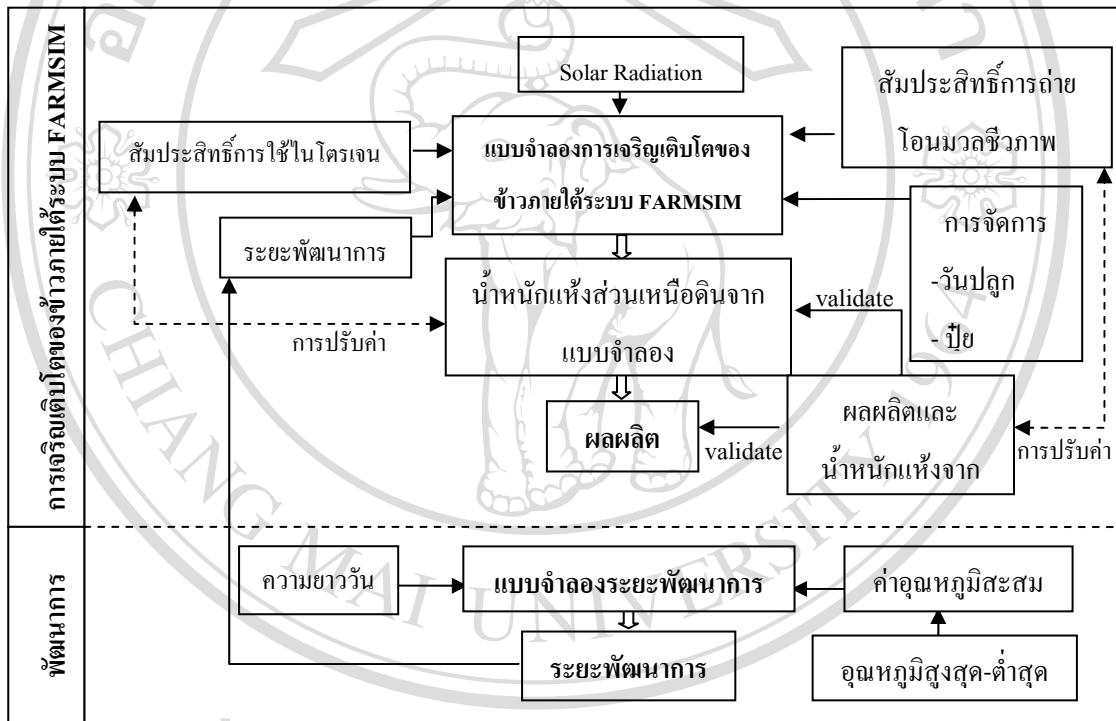 การเจริญเติบโตของข้าวภายใต้ระบบ FARMSIM
Solar Radiation
สัมประสิทธิ์การถ่าย
โอนมวลชีวภาพ
สัมประสิทธิ์การใช้ไนโตรเจน
แบบจำลองการเจริญเติบโตของ
ข้าวภายใต้ระบบ FARMSIM
ระยะพัฒนาการ
การจัดการ
-วันปลูก
- ปุ๋ย
น้ำหนักแห้งส่วนเหนือดินจาก
แบบจำลอง
validate
การปรับค่า
ผลผลิต
validate
ผลผลิตและ
น้ำหนักแห้งจาก
การปรับค่า
พัฒนาการ
ความยาววัน
แบบจำลองระยะพัฒนาการ
ค่าอุณหภูมิสะสม
ระยะพัฒนาการ
อุณหภูมิสูงสุด-ต่ำสุด
CHIANG MAI UNIVERSITY 1964